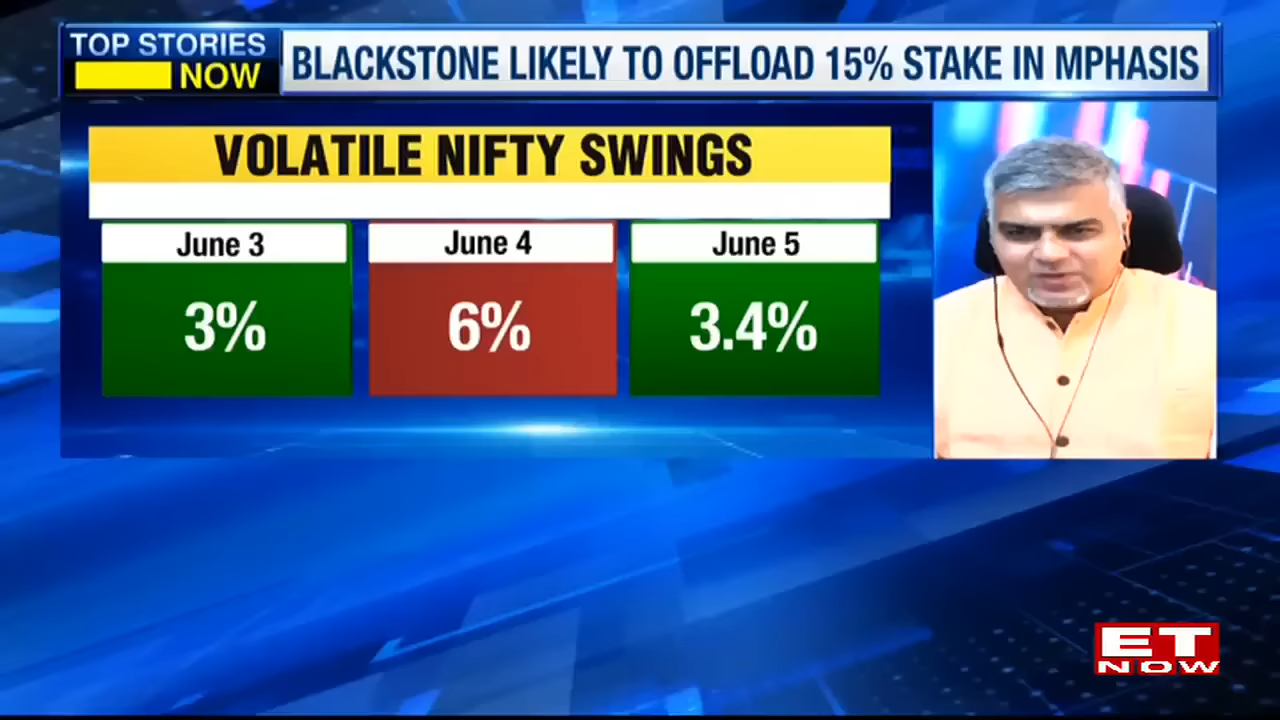 TOP STORIES
NOW
BLACKSTONE LIKELY TO OFFLOAD 15% STAKE IN MPHASIS
VOLATILE NIFTY SWINGS
June 3
June 4
June 5
3%
6%
3.4%
ET
NOW